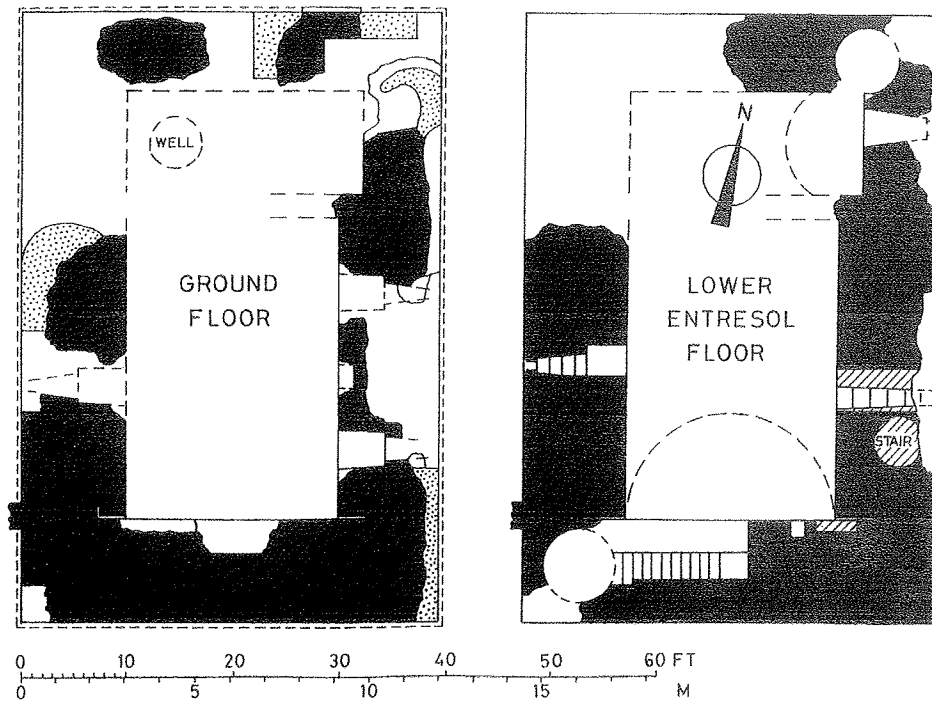 WELL
GROUND
FLOOR
N
LOWER
ENTRESOL
FLOOR
STAIR
0 10 20 30 40 50 60 FT
0 5 10 15 M